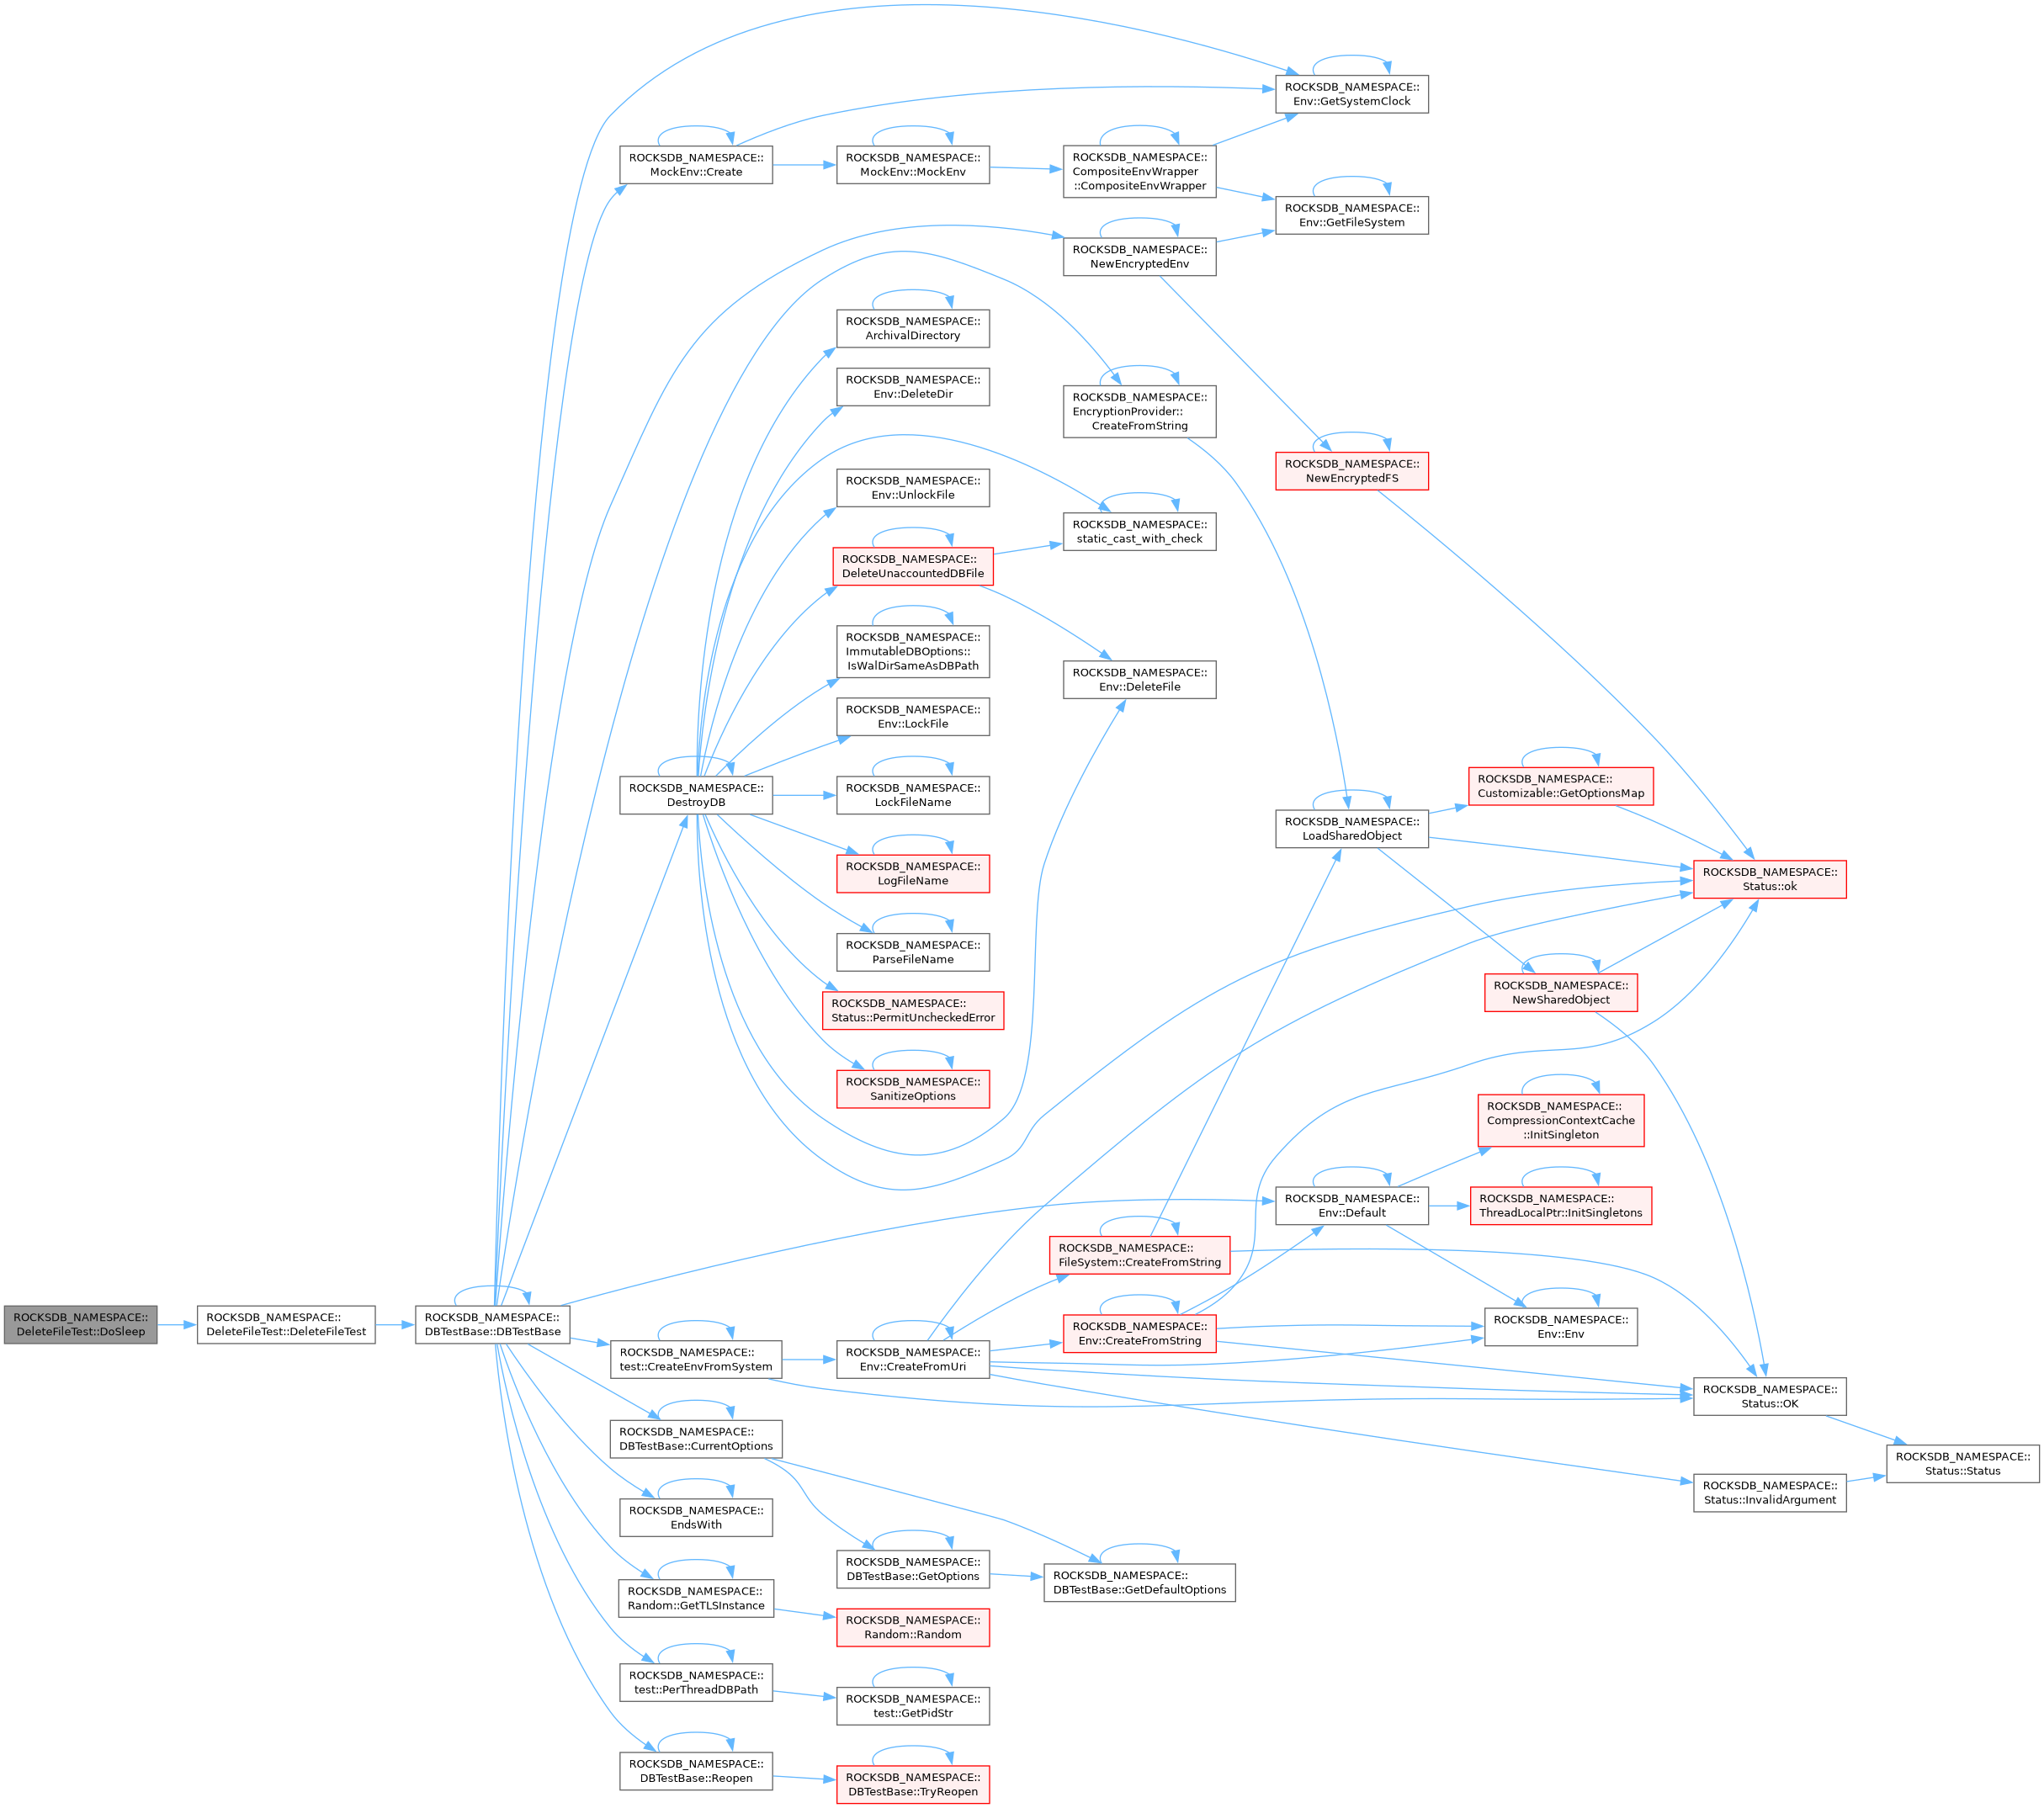 ROCKSDB_NAMESPACE::
DeleteFileTest::DoSleep
ROCKSDB_NAMESPACE::
DeleteFileTest::DeleteFileTest
ROCKSDB_NAMESPACE::
DBTestBase::DBTestBase
ROCKSDB_NAMESPACE::
MockEnv::Create
ROCKSDB_NAMESPACE::
DestroyDB
ROCKSDB_NAMESPACE::
test::CreateEnvFromSystem
ROCKSDB_NAMESPACE::
DBTestBase::CurrentOptions
ROCKSDB_NAMESPACE::
EndsWith
ROCKSDB_NAMESPACE::
Random::GetTLSInstance
ROCKSDB_NAMESPACE::
test::PerThreadDBPath
ROCKSDB_NAMESPACE::
DBTestBase::Reopen
ROCKSDB_NAMESPACE::
MockEnv::MockEnv
ROCKSDB_NAMESPACE::
ArchivalDirectory
ROCKSDB_NAMESPACE::
Env::DeleteDir
ROCKSDB_NAMESPACE::
Env::UnlockFile
ROCKSDB_NAMESPACE::
DeleteUnaccountedDBFile
ROCKSDB_NAMESPACE::
ImmutableDBOptions::
IsWalDirSameAsDBPath
ROCKSDB_NAMESPACE::
Env::LockFile
ROCKSDB_NAMESPACE::
LockFileName
ROCKSDB_NAMESPACE::
LogFileName
ROCKSDB_NAMESPACE::
ParseFileName
ROCKSDB_NAMESPACE::
Status::PermitUncheckedError
ROCKSDB_NAMESPACE::
SanitizeOptions
ROCKSDB_NAMESPACE::
Env::CreateFromUri
ROCKSDB_NAMESPACE::
DBTestBase::GetOptions
ROCKSDB_NAMESPACE::
Random::Random
ROCKSDB_NAMESPACE::
test::GetPidStr
ROCKSDB_NAMESPACE::
DBTestBase::TryReopen
ROCKSDB_NAMESPACE::
CompositeEnvWrapper
::CompositeEnvWrapper
ROCKSDB_NAMESPACE::
NewEncryptedEnv
ROCKSDB_NAMESPACE::
EncryptionProvider::
CreateFromString
ROCKSDB_NAMESPACE::
static_cast_with_check
ROCKSDB_NAMESPACE::
Env::DeleteFile
ROCKSDB_NAMESPACE::
FileSystem::CreateFromString
ROCKSDB_NAMESPACE::
Env::CreateFromString
ROCKSDB_NAMESPACE::
DBTestBase::GetDefaultOptions
ROCKSDB_NAMESPACE::
Env::GetSystemClock
ROCKSDB_NAMESPACE::
Env::GetFileSystem
ROCKSDB_NAMESPACE::
NewEncryptedFS
ROCKSDB_NAMESPACE::
LoadSharedObject
ROCKSDB_NAMESPACE::
Env::Default
ROCKSDB_NAMESPACE::
Customizable::GetOptionsMap
ROCKSDB_NAMESPACE::
NewSharedObject
ROCKSDB_NAMESPACE::
CompressionContextCache
::InitSingleton
ROCKSDB_NAMESPACE::
ThreadLocalPtr::InitSingletons
ROCKSDB_NAMESPACE::
Env::Env
ROCKSDB_NAMESPACE::
Status::ok
ROCKSDB_NAMESPACE::
Status::OK
ROCKSDB_NAMESPACE::
Status::InvalidArgument
ROCKSDB_NAMESPACE::
Status::Status